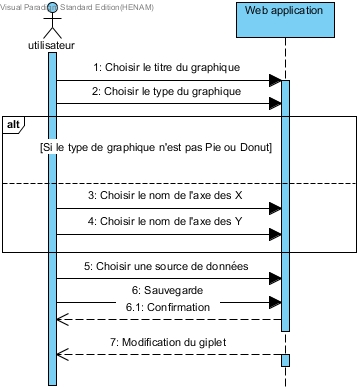 Visual Paradigm Standard Edition(HENAM)
utilisateur
Web application
1: Choisir le titre du graphique
2: Choisir le type du graphique
alt
[Si le type de graphique n'est pas Pie ou Donut]
3: Choisir le nom de l'axe des X
4: Choisir le nom de l'axe des Y
5: Choisir une source de données
6: Sauvegarde
6.1: Confirmation
7: Modification du giplet